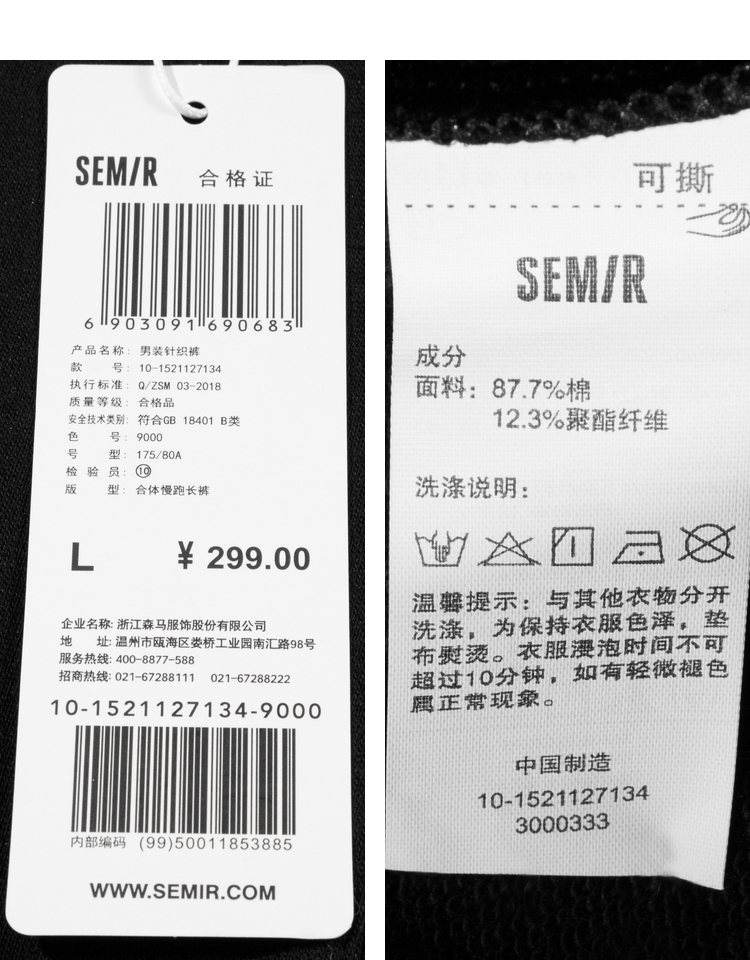 SEMIR 合格证
6 903091 690683
产品名称: 男装针织裤
款 号: 10-1521127134
执行标准: Q/ZSM 03-2018
质量等级: 合格品
安全技术类别: 符合GB 18401 B类
色 号: 9000
号 型: 175/80A
检 验 员: ⑩
版 型: 合体慢跑长裤
L ¥ 299.00
企业名称: 浙江森马服饰股份有限公司
地 址: 温州市瓯海区娄桥工业园南汇路98号
服务热线: 400-8877-588
招商热线: 021-67288111 021-67288222
10-1521127134-9000
内部编码 (99)50011853885
WWW.SEMIR.COM
可撕
SEMIR
成分
面料: 87.7%棉
12.3%聚酯纤维
洗涤说明:
温馨提示: 与其他衣物分开
洗涤, 为保持衣服色泽, 垫
布熨烫。衣服浸泡时间不可
超过10分钟, 如有轻微褪色
属正常现象。
中国制造
10-1521127134
3000333